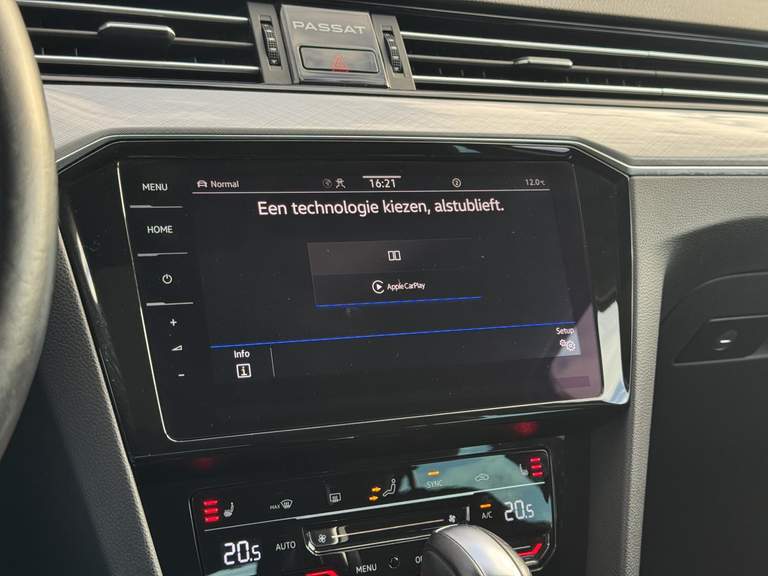 PASSAT
MENU
HOME
+
-
Normal
16:21
2
12.0°C
Een technologie kiezen, alstublieft.
Apple CarPlay
Info
i
Setup
MAX
SYNC
A/C
20.5
AUTO
MENU
20.5